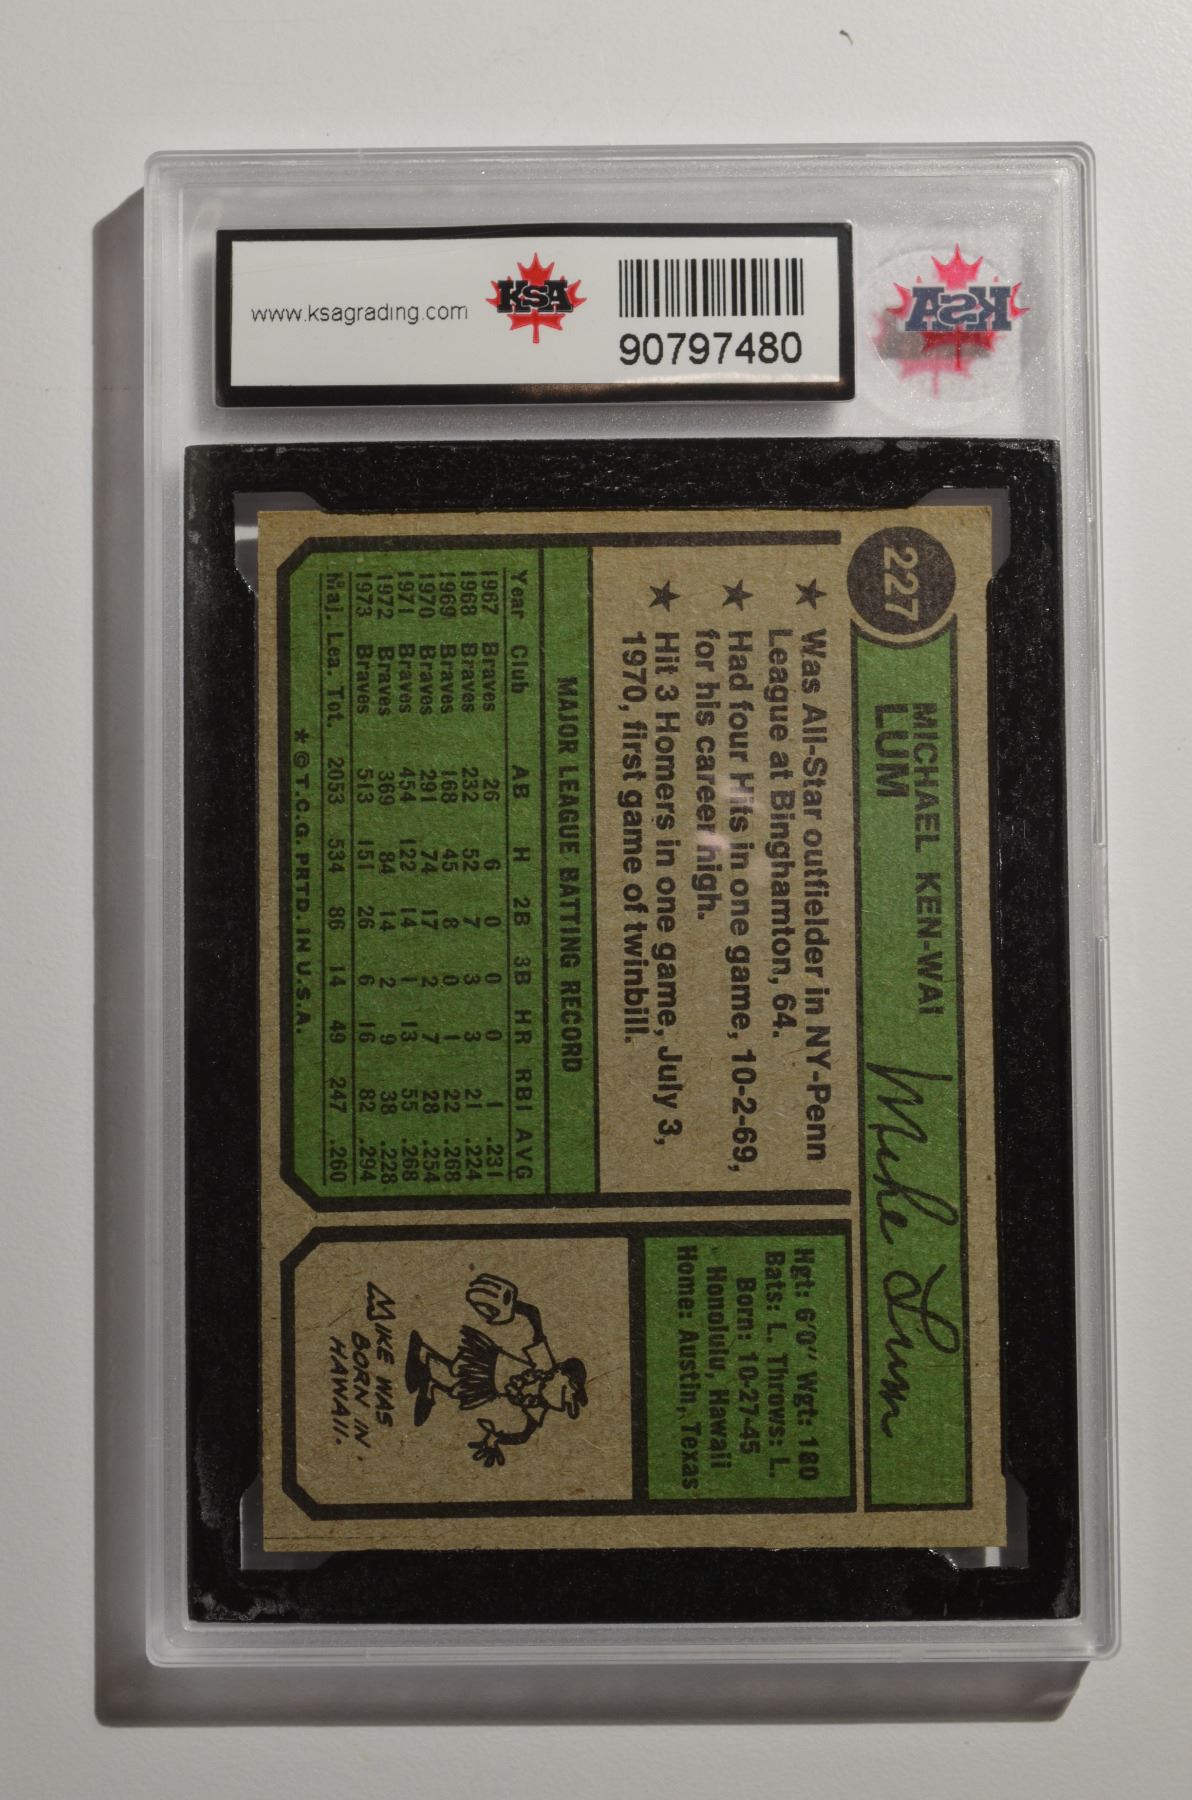 www.ksagrading.com
KSA
90797480
KSA
227
MICHAEL KEN-WAI
LUM
Mike Lum
★ Was All-Star outfielder in NY-Penn
League at Binghamton, 64.
★ Had four Hits in one game, 10-2-69,
for his career high.
★ Hit 3 Homers in one game, July 3,
1970, first game of twinbill.
MAJOR LEAGUE BATTING RECORD
Year Club AB H 2B 3B HR RBI AVG
1967 Braves 26 6 0 0 0 1 .231
1968 Braves 232 52 7 3 3 21 .224
1969 Braves 168 45 8 0 1 22 .268
1970 Braves 291 74 17 2 7 28 .254
1971 Braves 454 122 14 1 13 55 .268
1972 Braves 369 84 14 2 9 38 .228
1973 Braves 513 151 26 6 16 82 .294
Maj. Lea. Tot. 2053 534 86 14 49 247 .260
*©T.C.G. PRTD. IN U.S.A.
Hgt: 6'0" Wgt: 180
Bats: L. Throws: L.
Born: 10-27-45
Honolulu, Hawaii
Home: Austin, Texas
MIKE WAS
BORN IN
HAWAII.